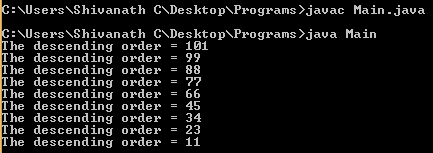 C:\Users\Shivanath C\Desktop\Programs>javac Main.java
C:\Users\Shivanath C\Desktop\Programs>java Main
The descending order = 101
The descending order = 99
The descending order = 88
The descending order = 77
The descending order = 66
The descending order = 45
The descending order = 34
The descending order = 23
The descending order = 11